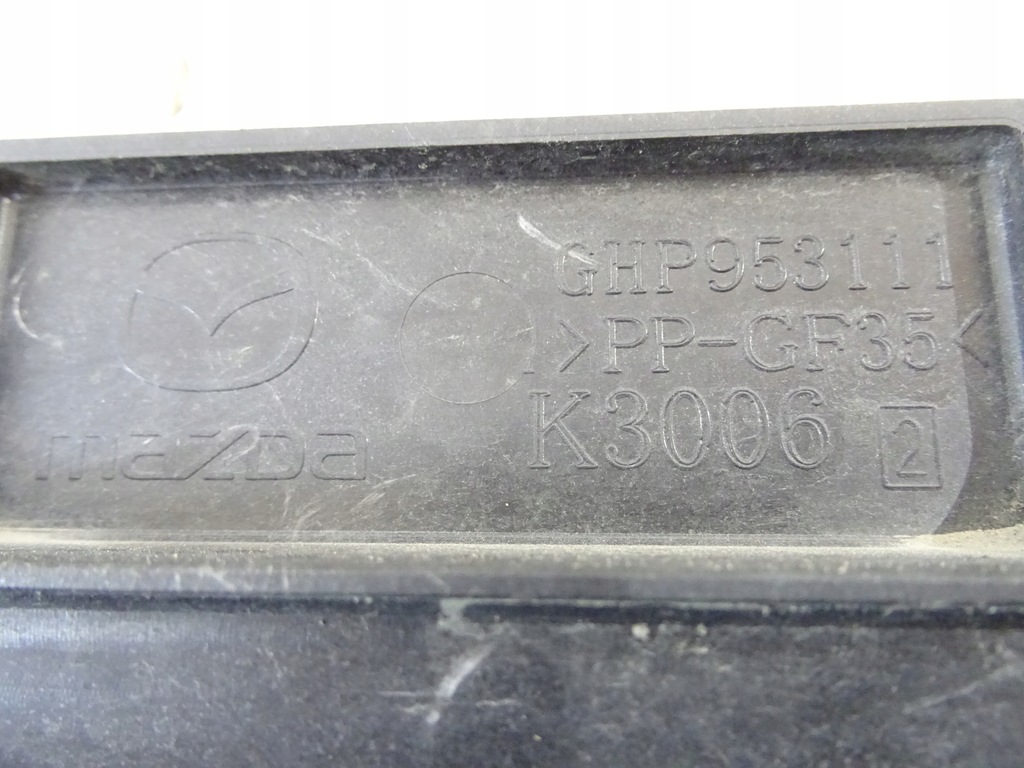 GHP953111
>PP-GF35<
K3006 2
mazda